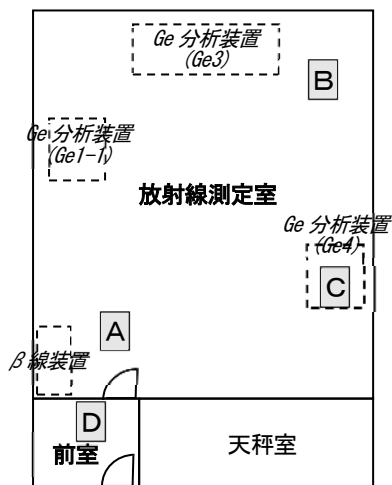 Ge 分析装置
(Ge3)
B
Ge 分析装置
(Ge1-1)
放射線測定室
Ge 分析装置
(Ge4)
C
A
β線装置
D
前室
天秤室